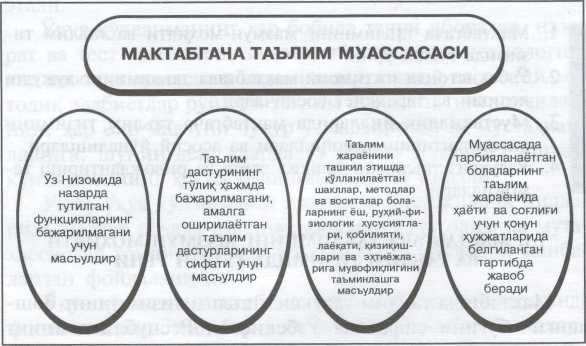 МАКТАБГАЧА ТАЪЛИМ МУАССАСАСИ
Ўз Низомида
назарда
тутилган
функцияларнинг
бажарилмагани
учун
масъулдир
Таълим
дастурининг
тўлиқ ҳажмда
бажарилмагани,
амалга
оширилаётган
таълим
дастурларининг
сифати учун
масъулдир
Таълим
жараёнини
ташкил этишда
қўлланилаётган
шакллар, методлар
ва воситалар бола-
ларнинг ёш, руҳий-фи-
зиологик хусусиятла-
ри, қобилияти,
лаёқати, қизиқиш-
лари ва эҳтиёжла-
рига мувофиқлигини
таъминлашга
масъулдир
Муассасада
тарбияланаётган
болаларнинг
таълим
жараёнида
ҳаёти ва соғлиғи
учун қонун
ҳужжатларида
белгиланган
тартибда
жавоб
беради